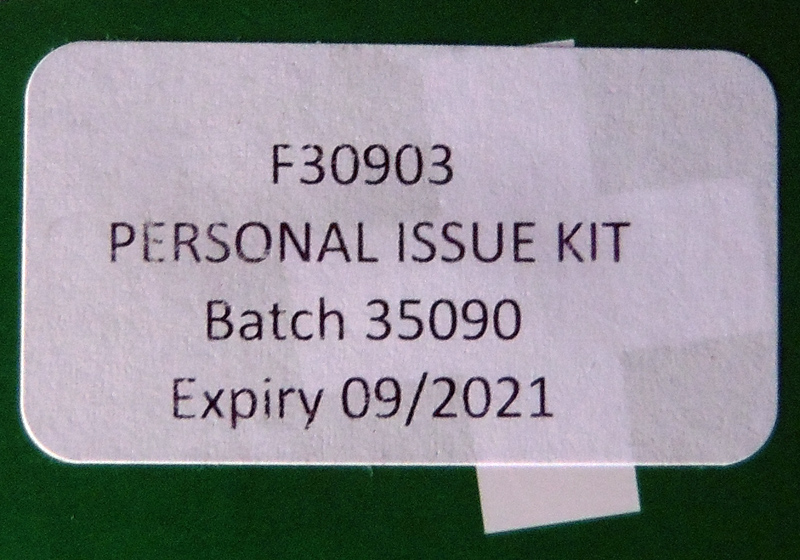 F30903
PERSONAL ISSUE KIT
Batch 35090
Expiry 09/2021